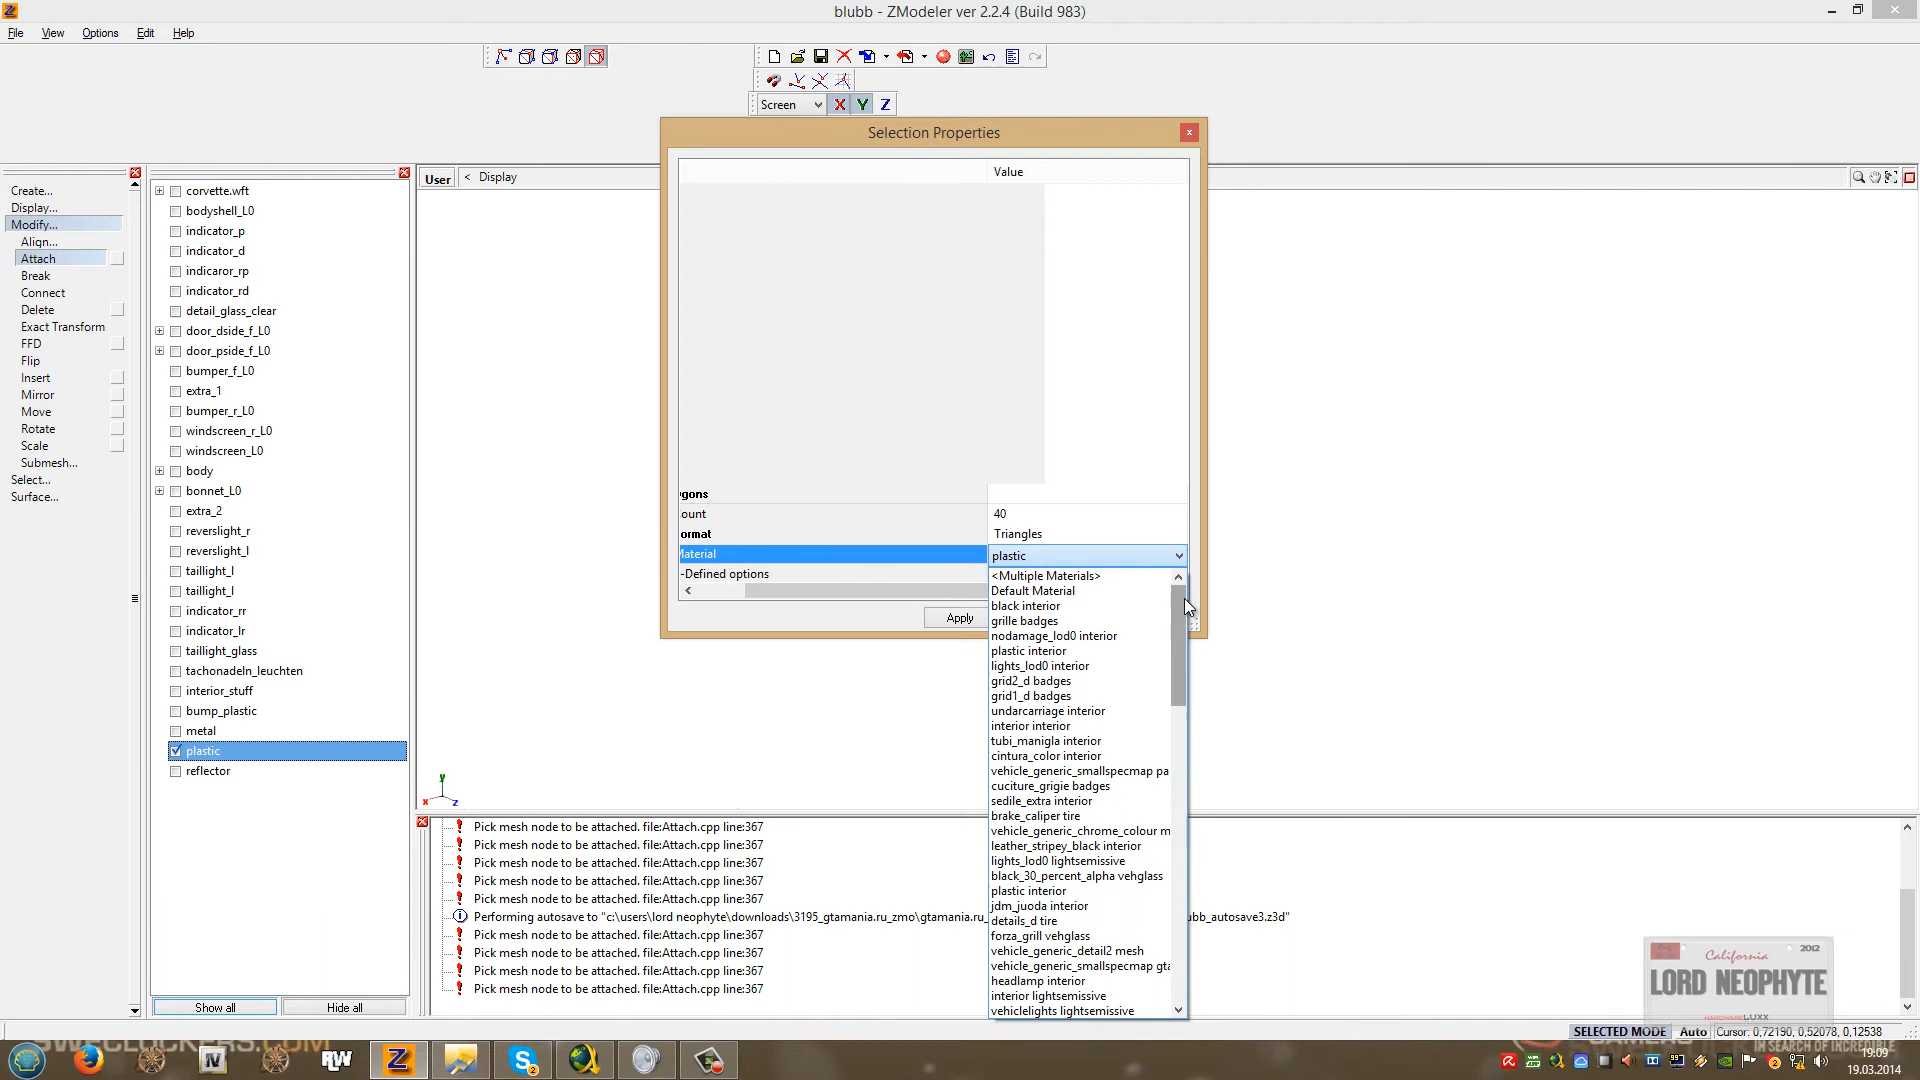 blubb - ZModeler ver 2.2.4 (Build 983)
File View Options Edit Help
Screen X Y Z
Selection Properties
Value
User < Display
Create...
Display...
Modify...
Align...
Attach
Break
Connect
Delete
Exact Transform
FFD
Flip
Insert
Mirror
Move
Rotate
Scale
Submesh...
Select...
Surface...
corvette.wft
bodyshell_L0
indicator_p
indicator_d
indicaror_rp
indicator_rd
detail_glass_clear
door_dside_f_L0
door_pside_f_L0
bumper_f_L0
extra_1
bumper_r_L0
windscreen_r_L0
windscreen_L0
body
bonnet_L0
extra_2
reverslight_r
reverslight_l
taillight_l
taillight_l
indicator_rr
indicator_lr
taillight_glass
tachonadeln_leuchten
interior_stuff
bump_plastic
metal
plastic
reflector
Show all Hide all
ygons
ount 40
ormat Triangles
Material plastic
-Defined options
Apply
<Multiple Materials>
Default Material
black interior
grille badges
nodamage_lod0 interior
plastic interior
lights_lod0 interior
grid2_d badges
grid1_d badges
undarcarriage interior
interior interior
tubi_manigla interior
cintura_color interior
vehicle_generic_smallspecmap pa
cuciture_grigie badges
sedile_extra interior
brake_caliper tire
vehicle_generic_chrome_colour m
leather_stripey_black interior
lights_lod0 lightsemissive
black_30_percent_alpha vehglass
plastic interior
jdm_juoda interior
details_d tire
forza_grill vehglass
vehicle_generic_detail2 mesh
vehicle_generic_smallspecmap gta
headlamp interior
interior lightsemissive
vehiclelights lightsemissive
y
x z
Pick mesh node to be attached. file:Attach.cpp line:367
Pick mesh node to be attached. file:Attach.cpp line:367
Pick mesh node to be attached. file:Attach.cpp line:367
Pick mesh node to be attached. file:Attach.cpp line:367
Pick mesh node to be attached. file:Attach.cpp line:367
Performing autosave to "c:\users\lord neophyte\downloads\3195_gtamania.ru_zmo\gtamania.ru_ ubb_autosave3.z3d"
Pick mesh node to be attached. file:Attach.cpp line:367
Pick mesh node to be attached. file:Attach.cpp line:367
Pick mesh node to be attached. file:Attach.cpp line:367
Pick mesh node to be attached. file:Attach.cpp line:367
California 2012
LORD NEOPHYTE
HARDWARELUXX
SELECTED MODE Auto Cursor: 0,72190, 0,52078, 0,12538
IN SEARCH OF INCREDIBLE
RW
19:09
19.03.2014